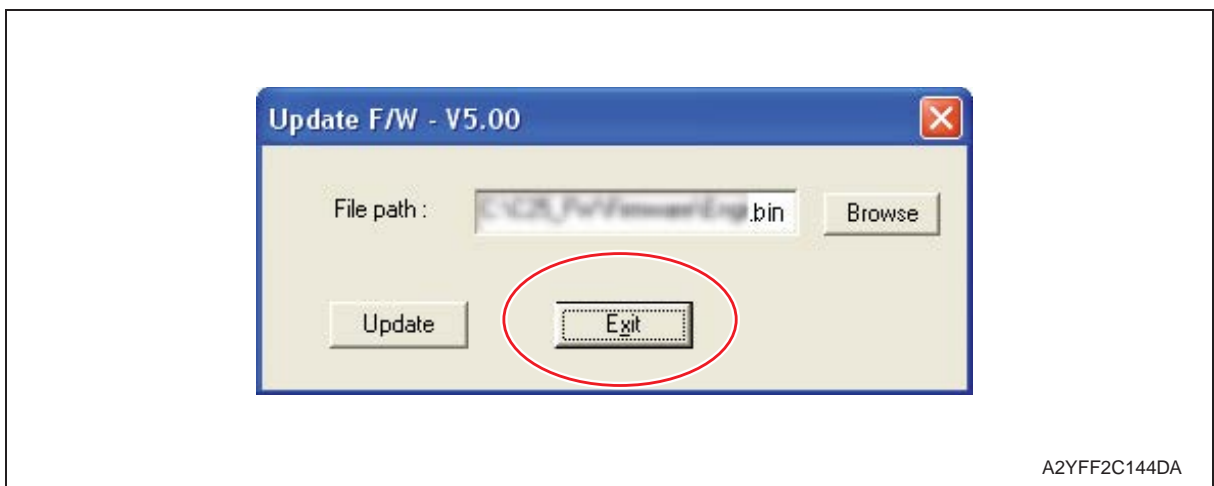 Update F/W - V5.00
File path : .bin Browse
Update Exit
A2YFF2C144DA